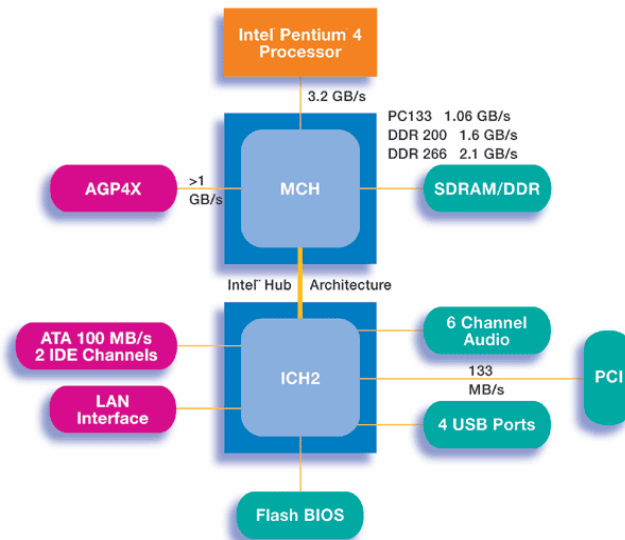 Intel® Pentium® 4
Processor
3.2 GB/s
PC133 1.06 GB/s
DDR 200 1.6 GB/s
DDR 266 2.1 GB/s
AGP4X
>1
GB/s
MCH
SDRAM/DDR
Intel® Hub Architecture
ATA 100 MB/s
2 IDE Channels
6 Channel
Audio
ICH2
133
MB/s
PCI
LAN
Interface
4 USB Ports
Flash BIOS